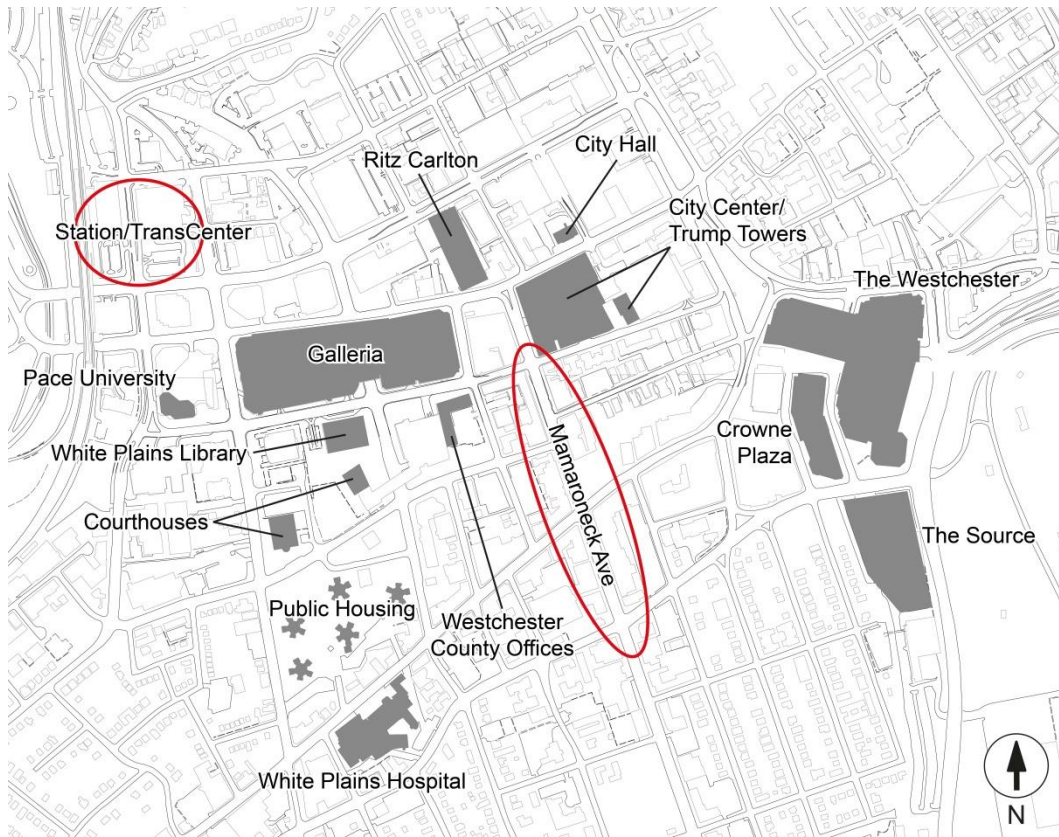 Ritz Carlton
City Hall
Station/TransCenter
City Center/
Trump Towers
The Westchester
Galleria
Pace University
White Plains Library
Crowne
Plaza
Mamaroneck Ave
Courthouses
The Source
Public Housing
Westchester
County Offices
White Plains Hospital
N